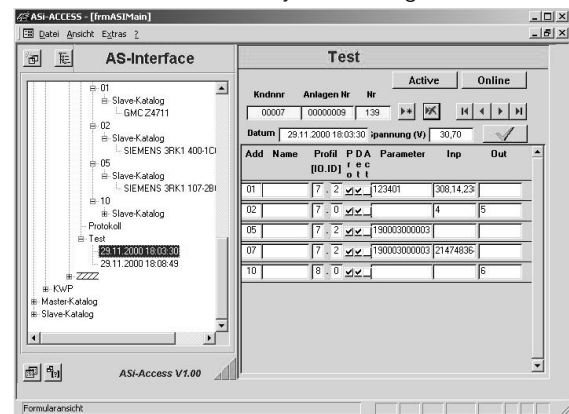 ASi-ACCESS - [frmASIMain]
Datei Ansicht Extras ?
AS-Interface
01
Slave-Katalog
GMC Z4711
02
Slave-Katalog
SIEMENS 3RK1 400-1C
05
Slave-Katalog
SIEMENS 3RK1 107-2B
10
Slave-Katalog
Protokoll
Test
29.11.2000 18:03:30
29.11.2000 18:08:49
ZZZZ
KWP
Master-Katalog
Slave-Katalog
ASi-Access V1.00
Test
Active Online
Kndnnr Anlagen Nr Nr
00007 00000009 139
Datum 29.11.2000 18:03:30 pannung (V) 30,70
Add Name Profil [IO.ID] Prot Dat Act Parameter Inp Out
01 7 . 2 123401 308,14,23
02 7 . 0 4 5
05 7 . 2 190003000003
07 7 . 2 190003000003 21474836
10 8 . 0 6
Formularansicht